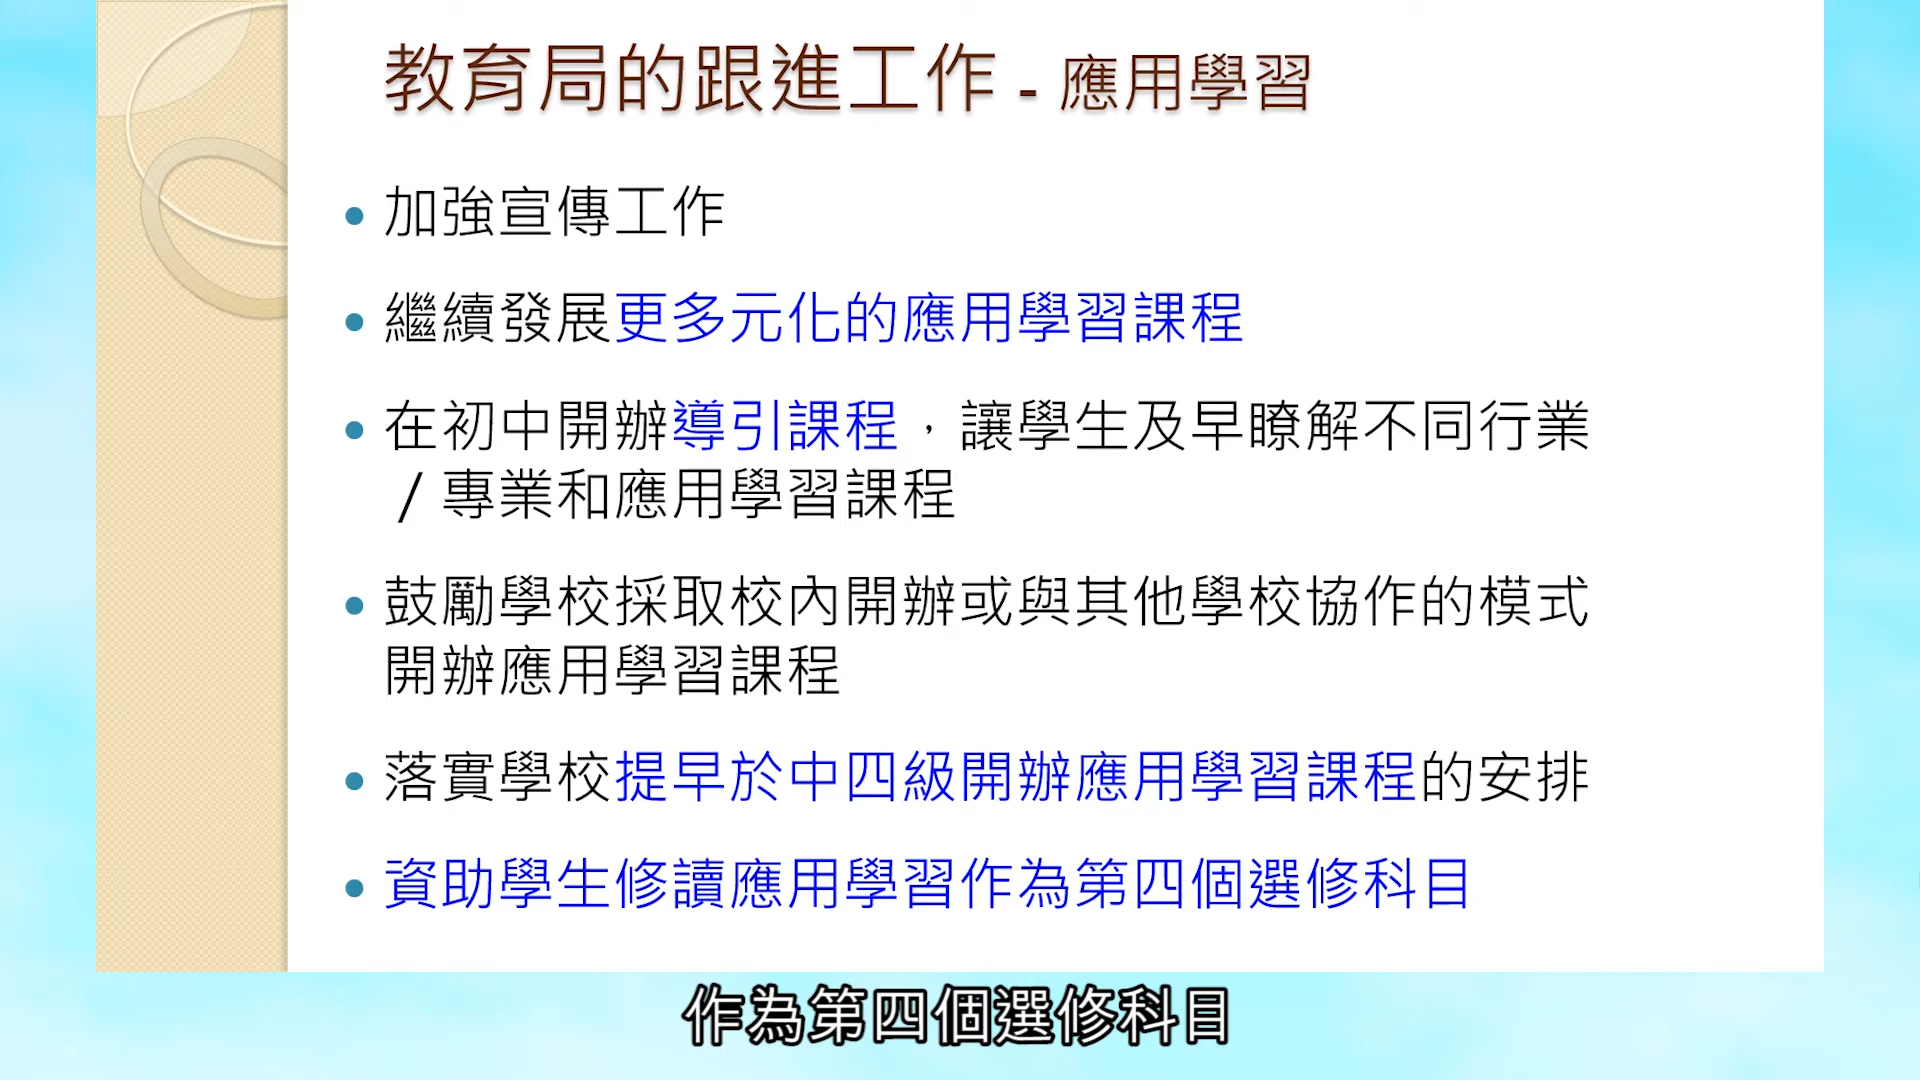 教育局的跟進工作 - 應用學習
• 加強宣傳工作
• 繼續發展更多元化的應用學習課程
• 在初中開辦導引課程，讓學生及早瞭解不同行業
/ 專業和應用學習課程
• 鼓勵學校採取校內開辦或與其他學校協作的模式
開辦應用學習課程
• 落實學校提早於中四級開辦應用學習課程的安排
• 資助學生修讀應用學習作為第四個選修科目
作為第四個選修科目